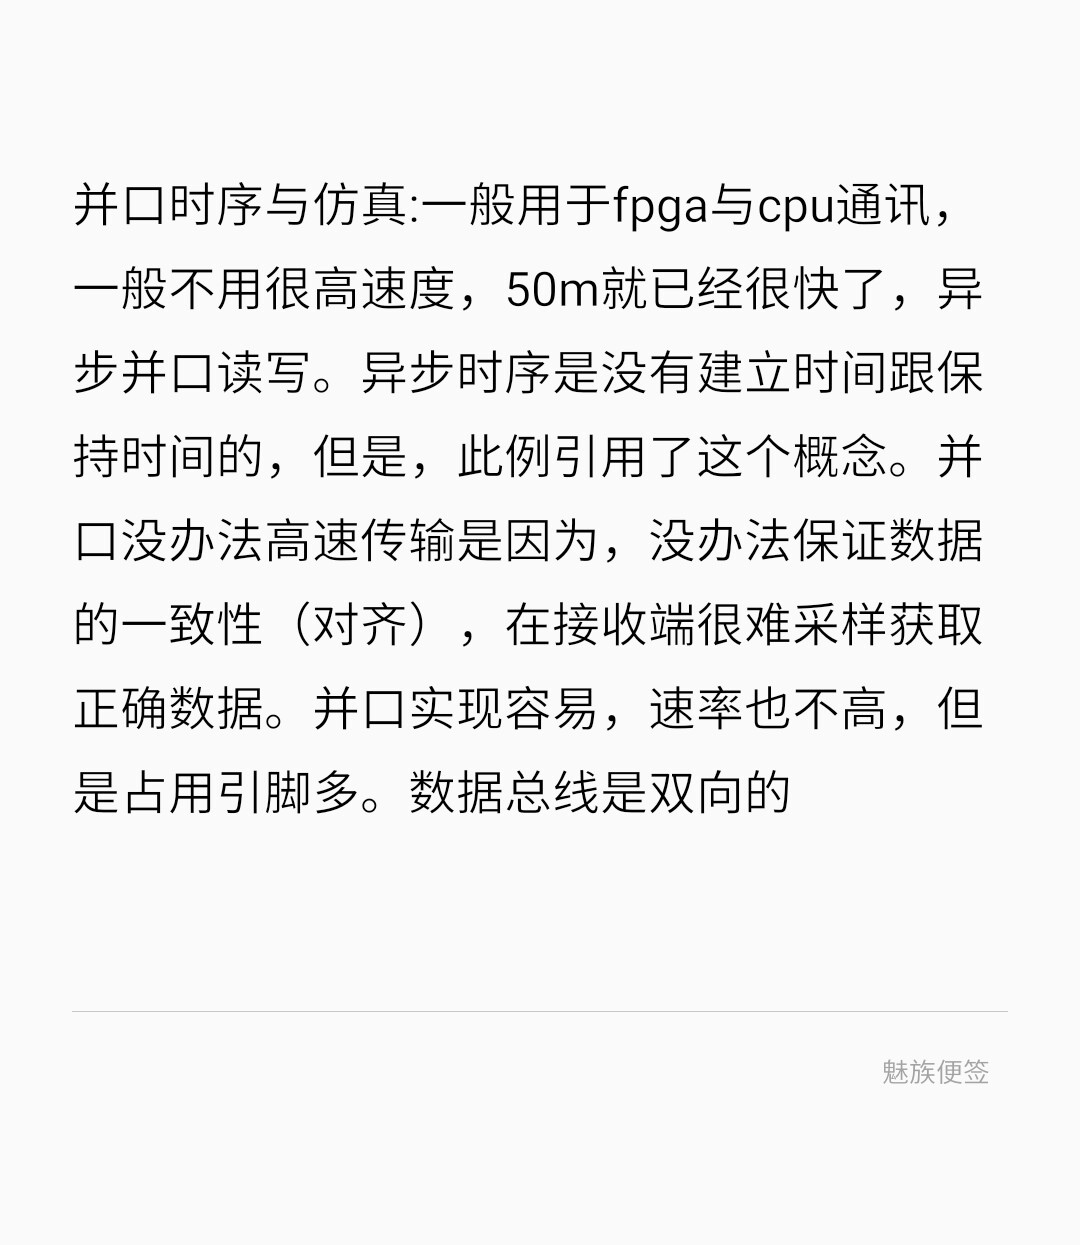 并口时序与仿真:一般用于fpga与cpu通讯，
一般不用很高速度，50m就已经很快了，异
步并口读写。异步时序是没有建立时间跟保
持时间的，但是，此例引用了这个概念。并
口没办法高速传输是因为，没办法保证数据
的一致性（对齐），在接收端很难采样获取
正确数据。并口实现容易，速率也不高，但
是占用引脚多。数据总线是双向的
魅族便签